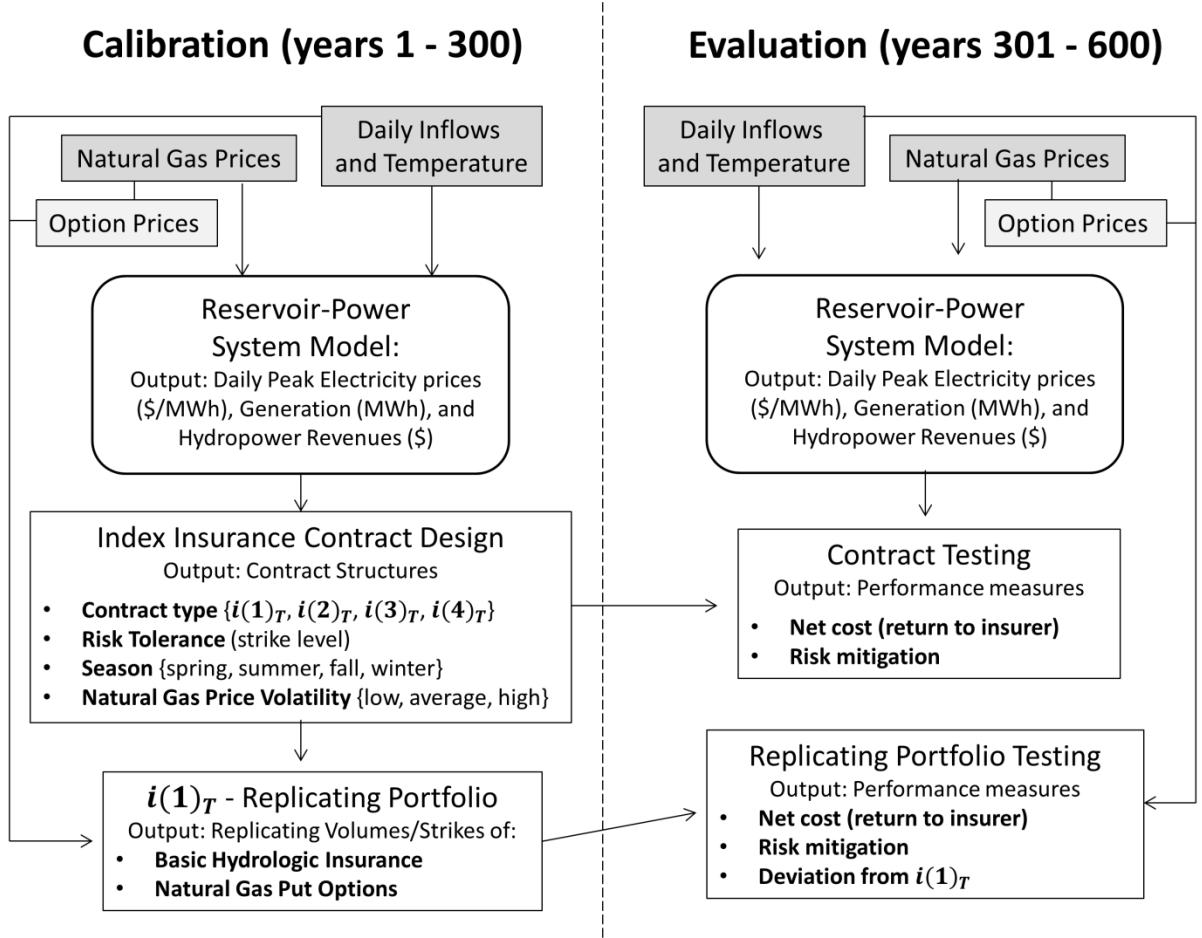 Calibration (years 1 - 300)
Natural Gas Prices
Daily Inflows
and Temperature
Option Prices
Reservoir-Power
System Model:
Output: Daily Peak Electricity prices
($/MWh), Generation (MWh), and
Hydropower Revenues ($)
Index Insurance Contract Design
Output: Contract Structures
• Contract type {i(1)_T, i(2)_T, i(3)_T, i(4)_T}
• Risk Tolerance (strike level)
• Season {spring, summer, fall, winter}
• Natural Gas Price Volatility {low, average, high}
i(1)_T - Replicating Portfolio
Output: Replicating Volumes/Strikes of:
• Basic Hydrologic Insurance
• Natural Gas Put Options
Evaluation (years 301 - 600)
Daily Inflows
and Temperature
Natural Gas Prices
Option Prices
Reservoir-Power
System Model:
Output: Daily Peak Electricity prices
($/MWh), Generation (MWh), and
Hydropower Revenues ($)
Contract Testing
Output: Performance measures
• Net cost (return to insurer)
• Risk mitigation
Replicating Portfolio Testing
Output: Performance measures
• Net cost (return to insurer)
• Risk mitigation
• Deviation from i(1)_T